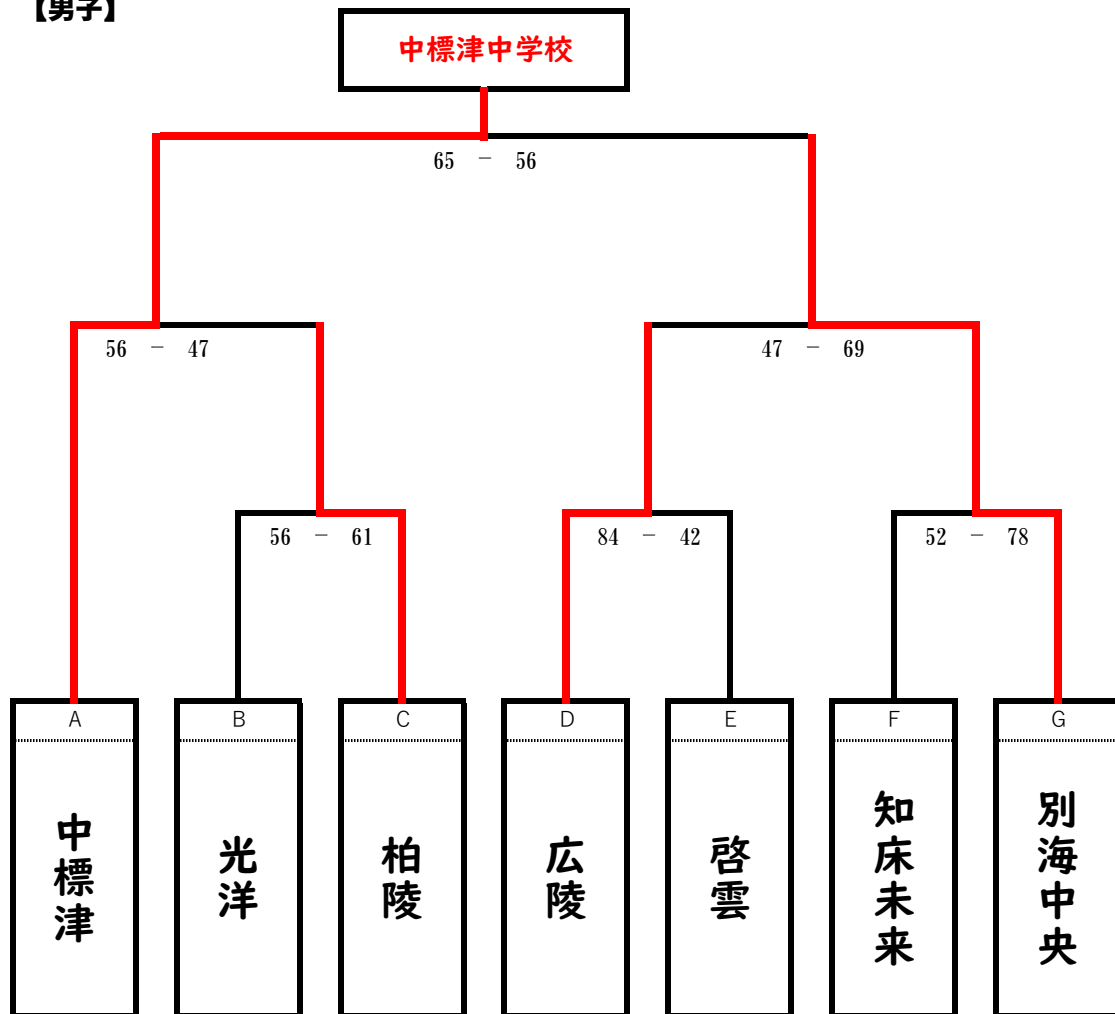 【男子】
中標津中学校
65 － 56
56 － 47
47 － 69
56 － 61
84 － 42
52 － 78
A
B
C
D
E
F
G
中標津
光洋
柏陵
広陵
啓雲
知床未来
別海中央